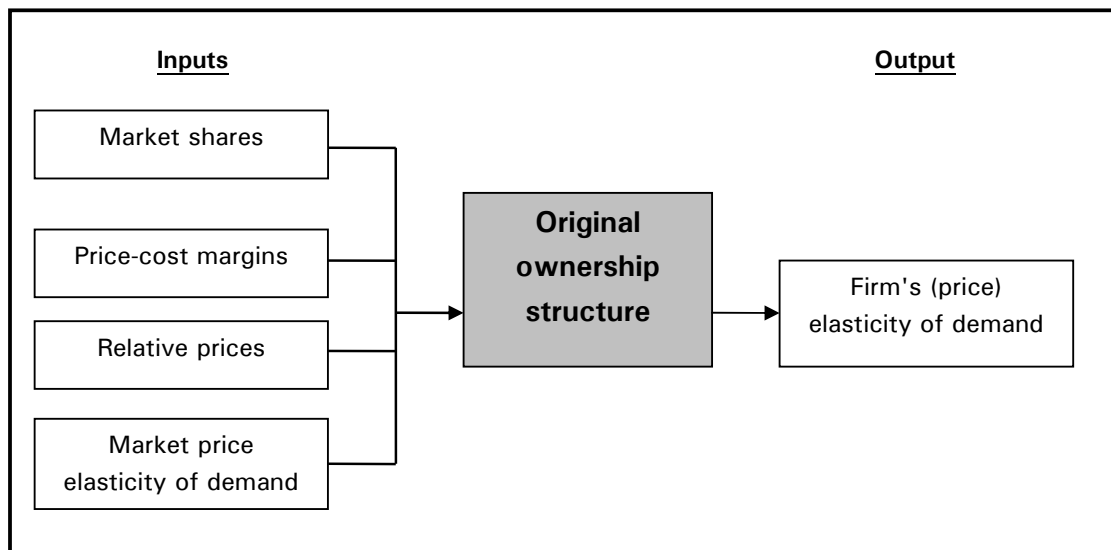 Inputs
Output
Market shares
Price-cost margins
Relative prices
Market price
elasticity of demand
Original
ownership
structure
Firm's (price)
elasticity of demand